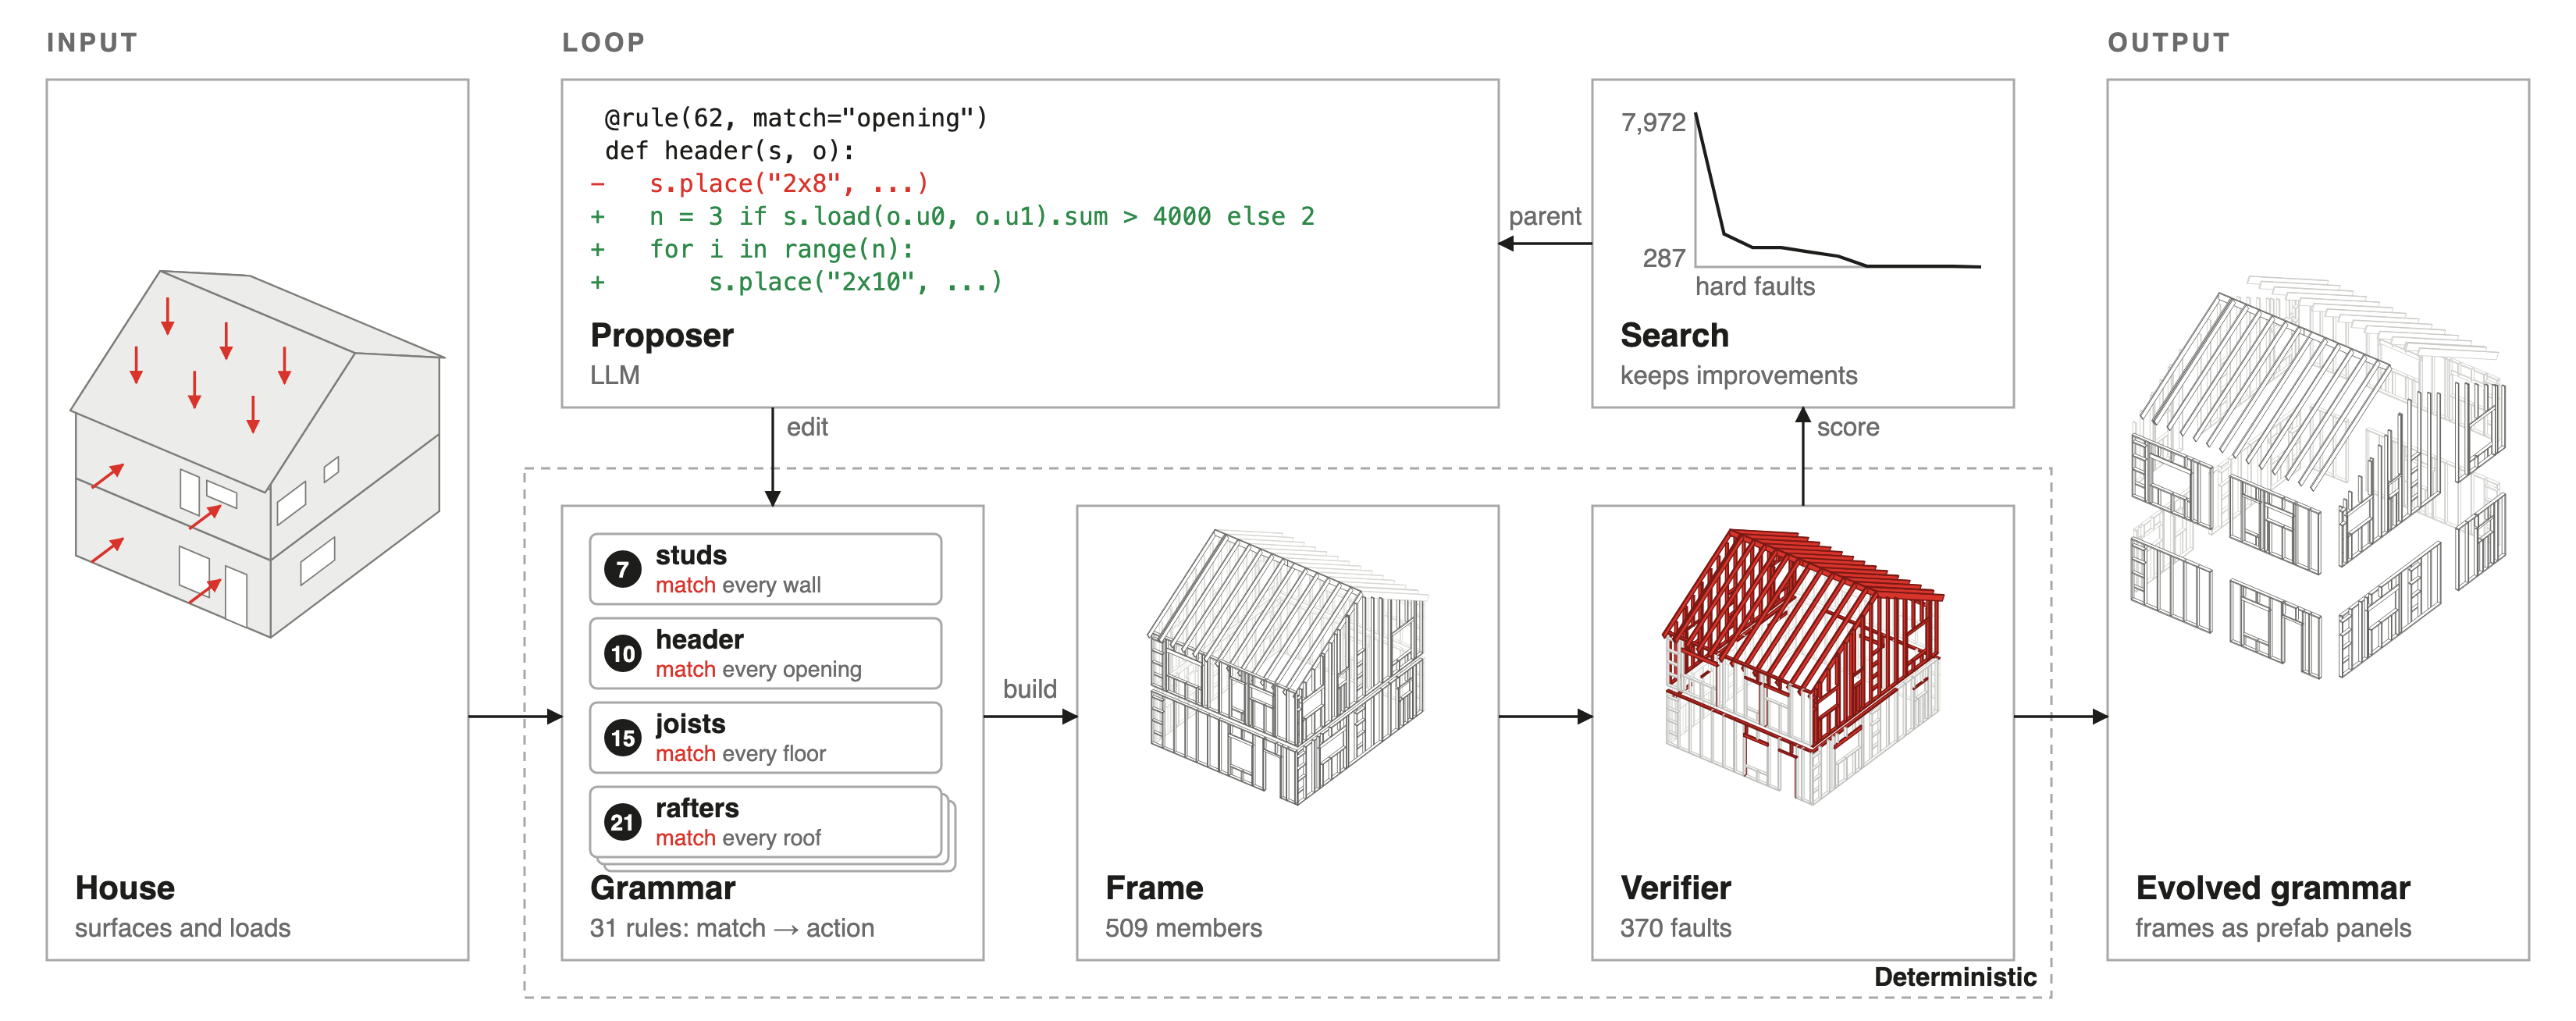 INPUT
LOOP
OUTPUT
@rule(62, match="opening")
def header(s, o):
-   s.place("2x8", ...)
+   n = 3 if s.load(o.u0, o.u1).sum > 4000 else 2
+   for i in range(n):
+       s.place("2x10", ...)
Proposer
LLM
parent
7,972
287
hard faults
Search
keeps improvements
edit
score
7
studs
match every wall
10
header
match every opening
15
joists
match every floor
21
rafters
match every roof
build
House
surfaces and loads
Grammar
31 rules: match → action
Frame
509 members
Verifier
370 faults
Deterministic
Evolved grammar
frames as prefab panels